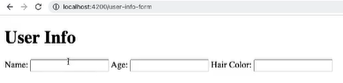 localhost:4200/user-info-form
User Info
Name: Age: Hair Color: